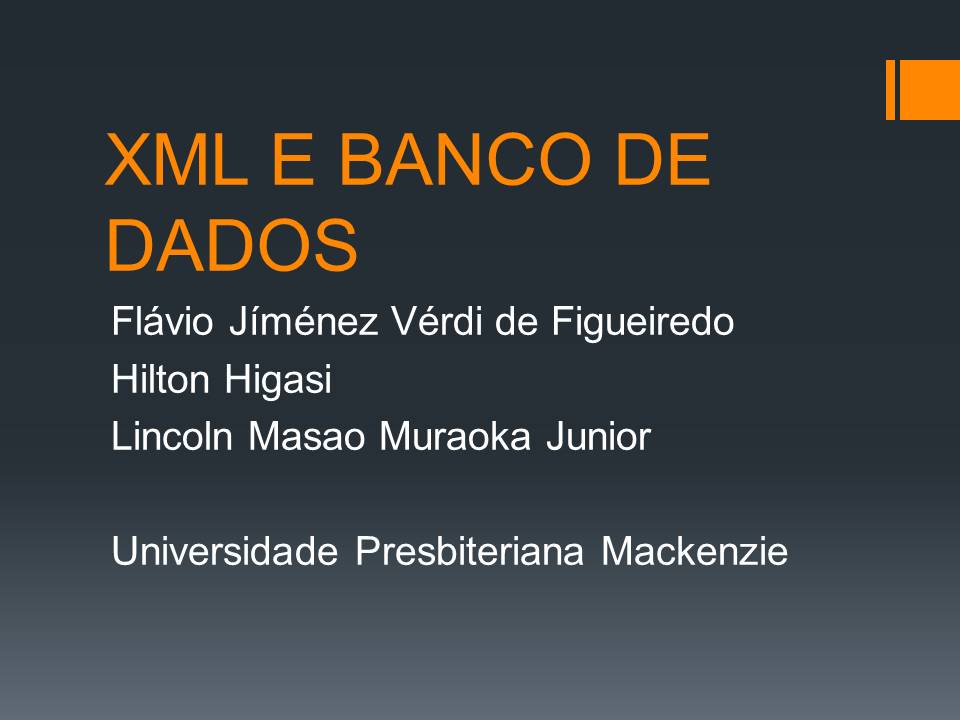 XML E BANCO DE
DADOS
Flávio Jíménez Vérdi de Figueiredo
Hilton Higasi
Lincoln Masao Muraoka Junior
Universidade Presbiteriana Mackenzie